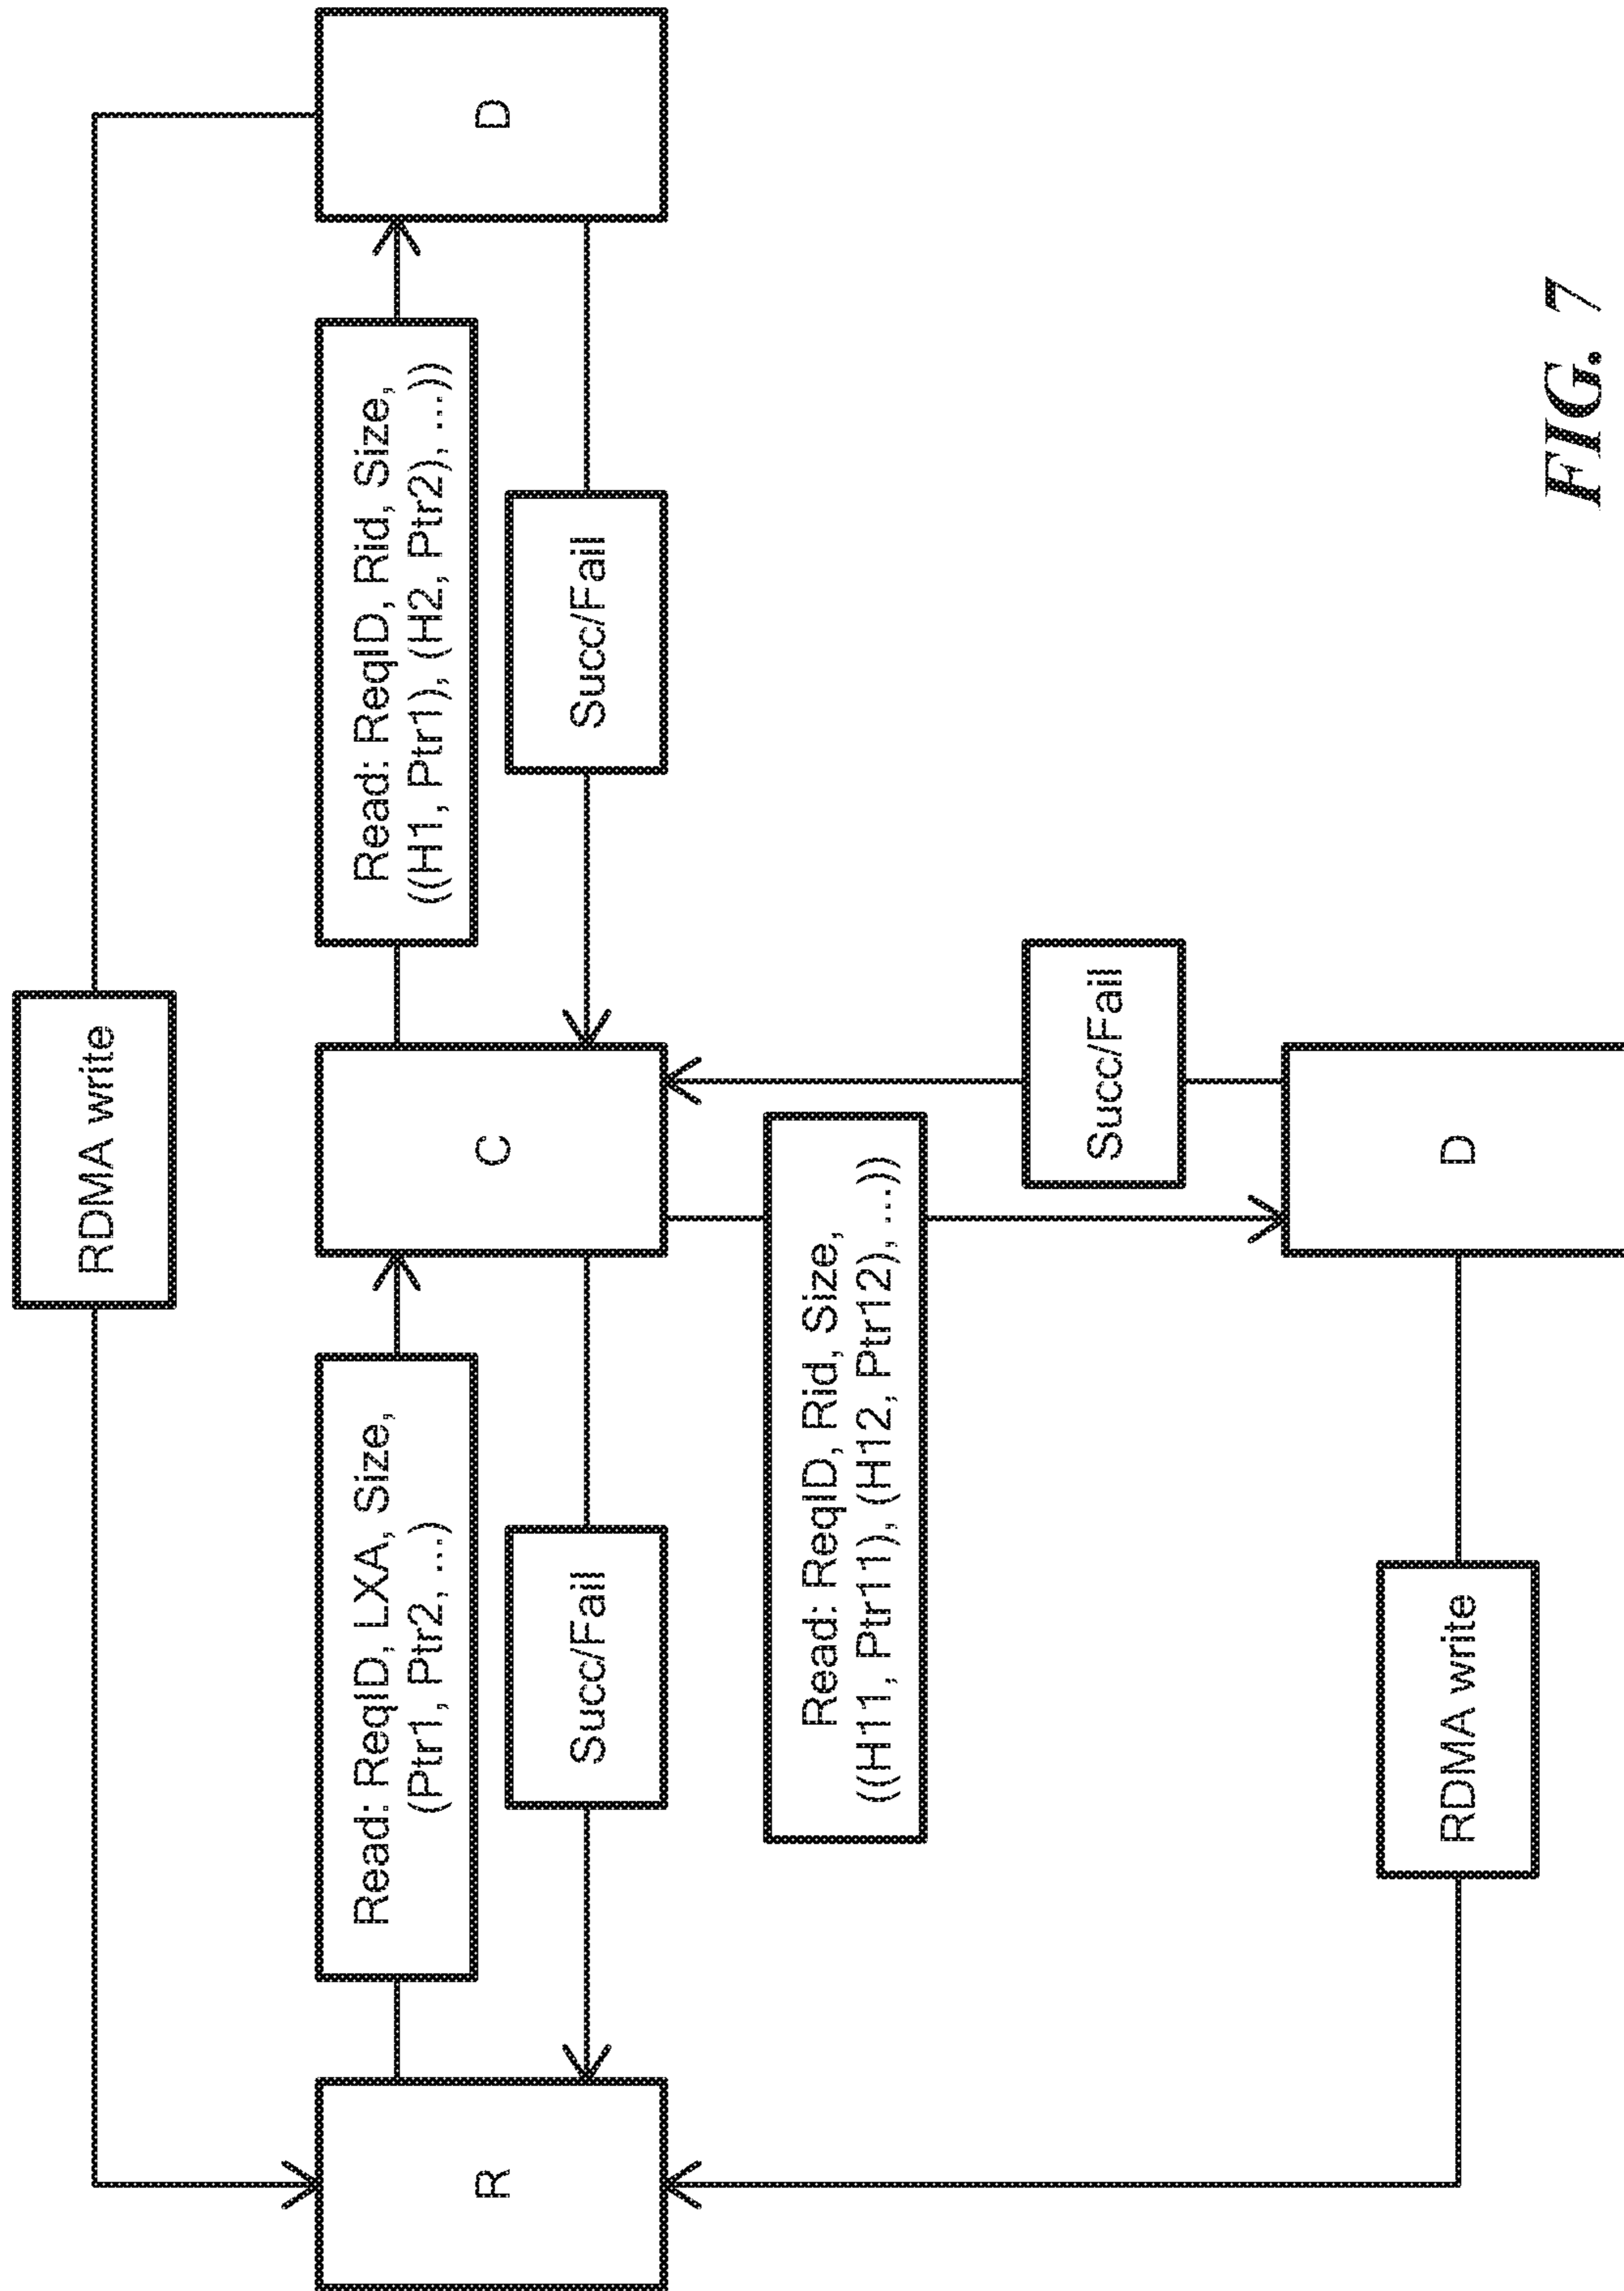 RDMA write
R
Read: ReqID, LXA, Size,
(Ptr1, Ptr2, ...)
Succ/Fail
C
Read: ReqID, Rid, Size,
((H1, Ptr1), (H2, Ptr2), ...))
Succ/Fail
D
Read: ReqID, Rid, Size,
((H11, Ptr11), (H12, Ptr12), ...))
Succ/Fail
RDMA write
D
FIG. 7